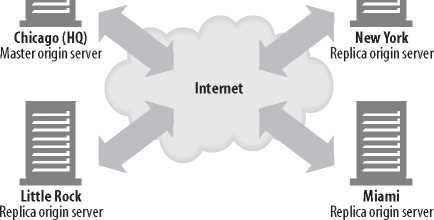 Chicago (HQ)
Master origin server
New York
Replica origin server
Internet
Little Rock
Replica origin server
Miami
Replica origin server